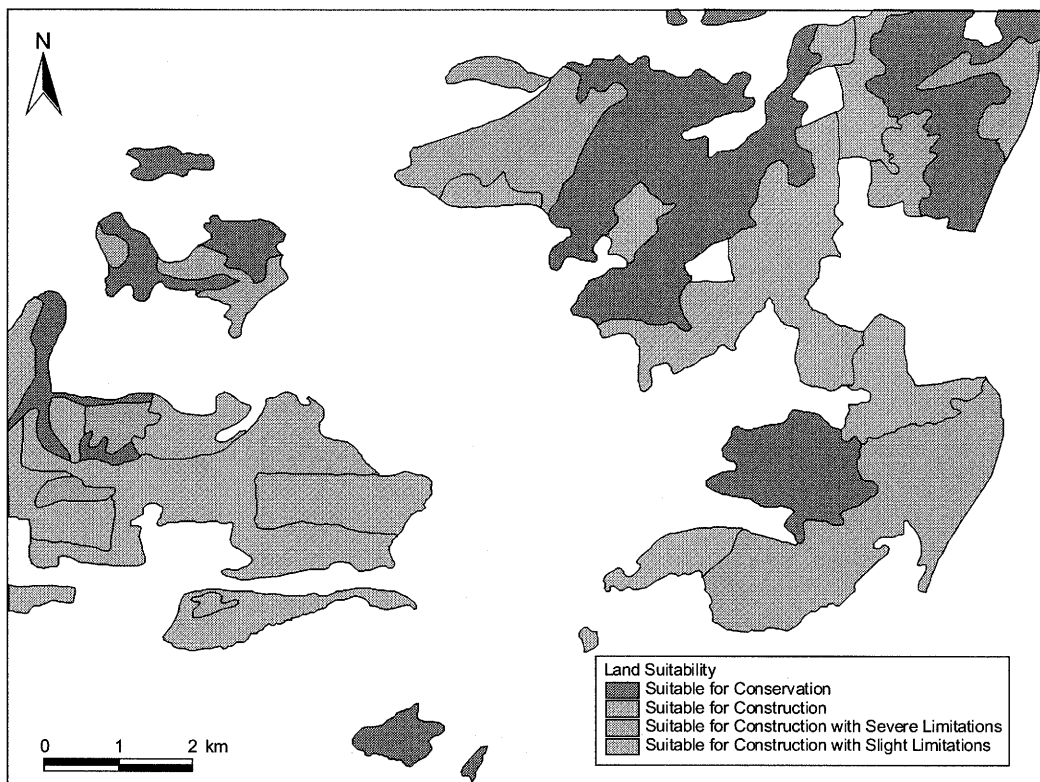 N
Land Suitability
Suitable for Conservation
Suitable for Construction
Suitable for Construction with Severe Limitations
Suitable for Construction with Slight Limitations
0 1 2 km